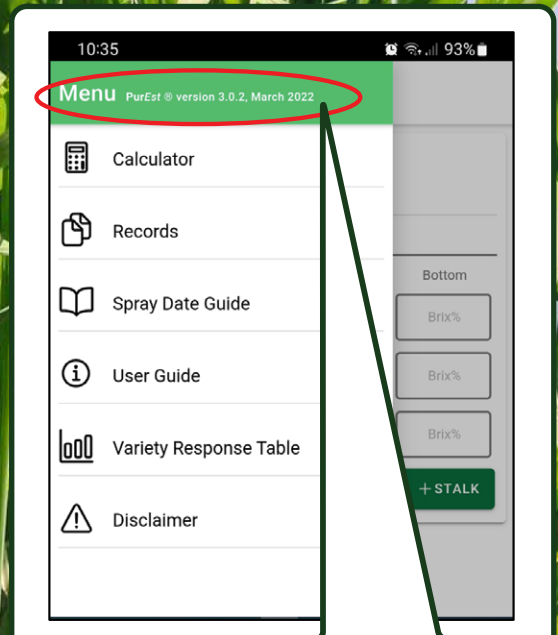 10:35 93%
Menu PurEst ® version 3.0.2, March 2022
Calculator
Records
Spray Date Guide
User Guide
Variety Response Table
Disclaimer
Bottom
Brix%
Brix%
Brix%
+ STALK